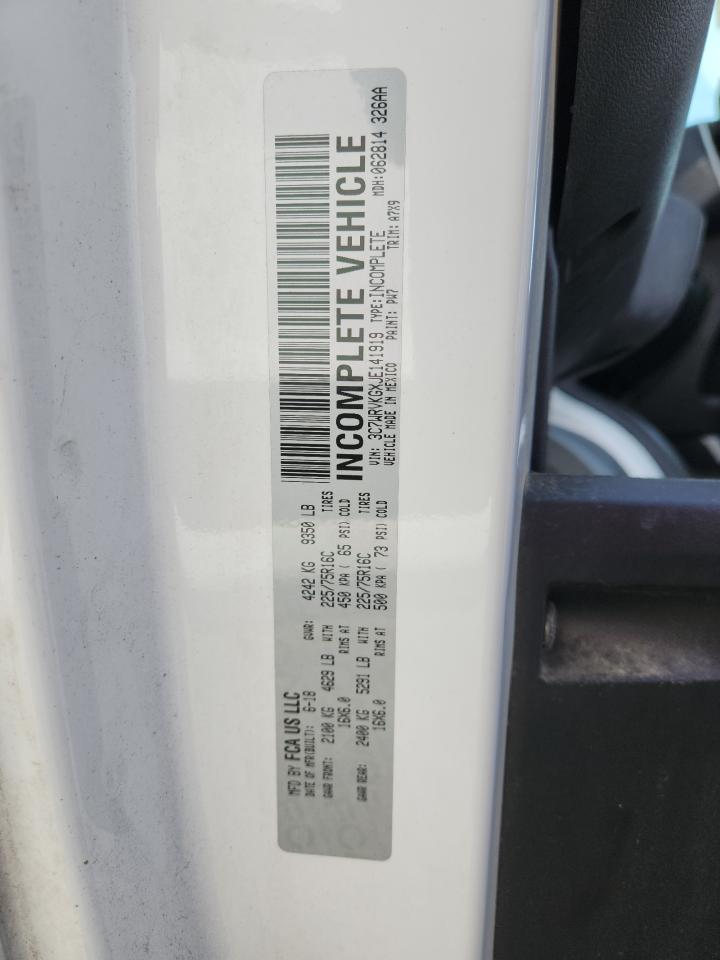 MFD BY FCA US LLC
DATE OF MFR(BUILT): 6-18 GVWR: 4242 KG 9350 LB
GAWR FRONT: 2100 KG 4629 LB WITH 225/75R16C TIRES
16X6.0 RIMS AT 450 KPA ( 65 PSI) COLD
GAWR REAR: 2400 KG 5291 LB WITH 225/75R16C TIRES
16X6.0 RIMS AT 500 KPA ( 73 PSI) COLD
INCOMPLETE VEHICLE
VIN: 3C7WRVKGXJE141919 TYPE:INCOMPLETE MDH:062814 326AA
VEHICLE MADE IN MEXICO PAINT: PW7 TRIM: A7X9